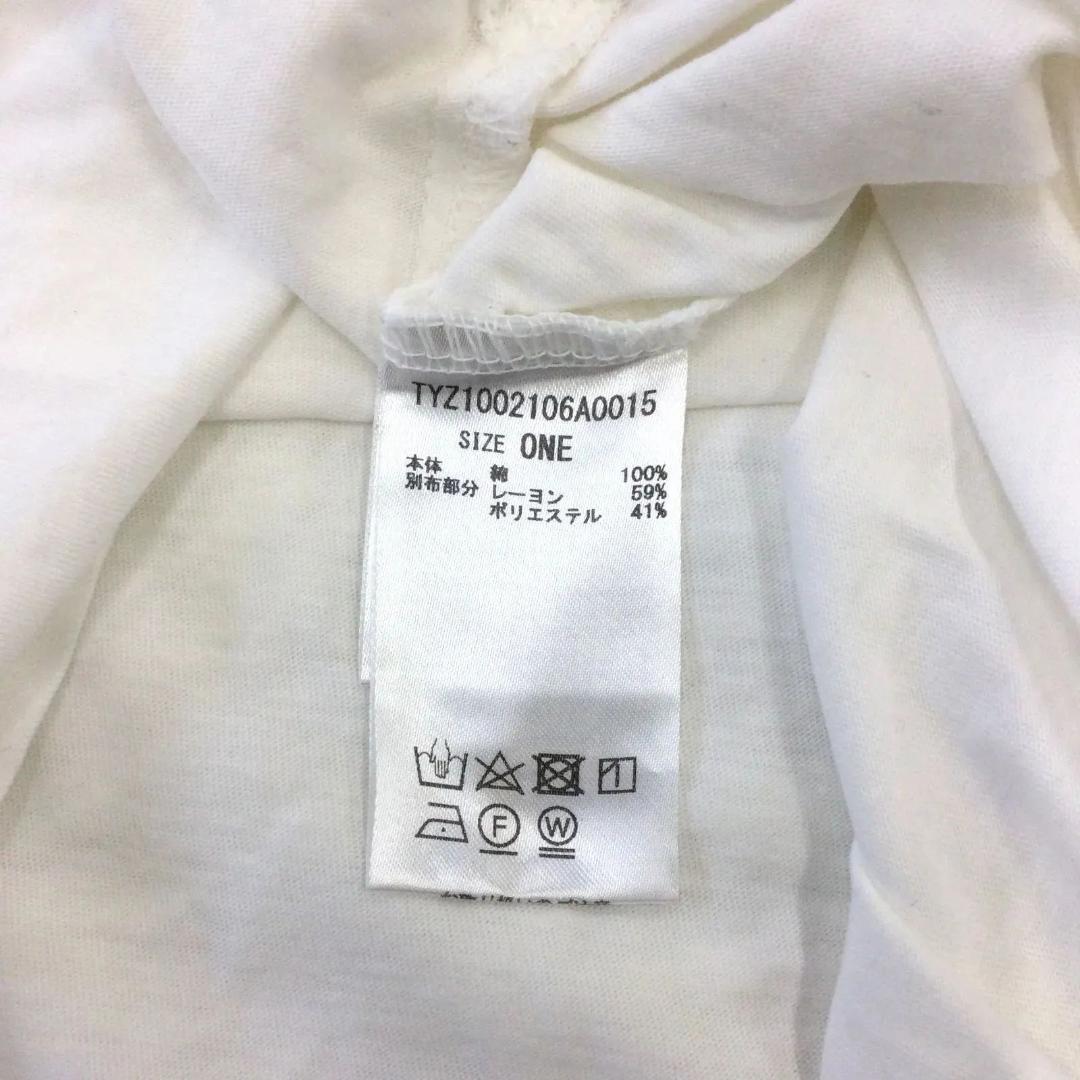 TYZ1002106A0015
SIZE ONE
本体 綿 100%
別布部分 レーヨン 59%
ポリエステル 41%
F W